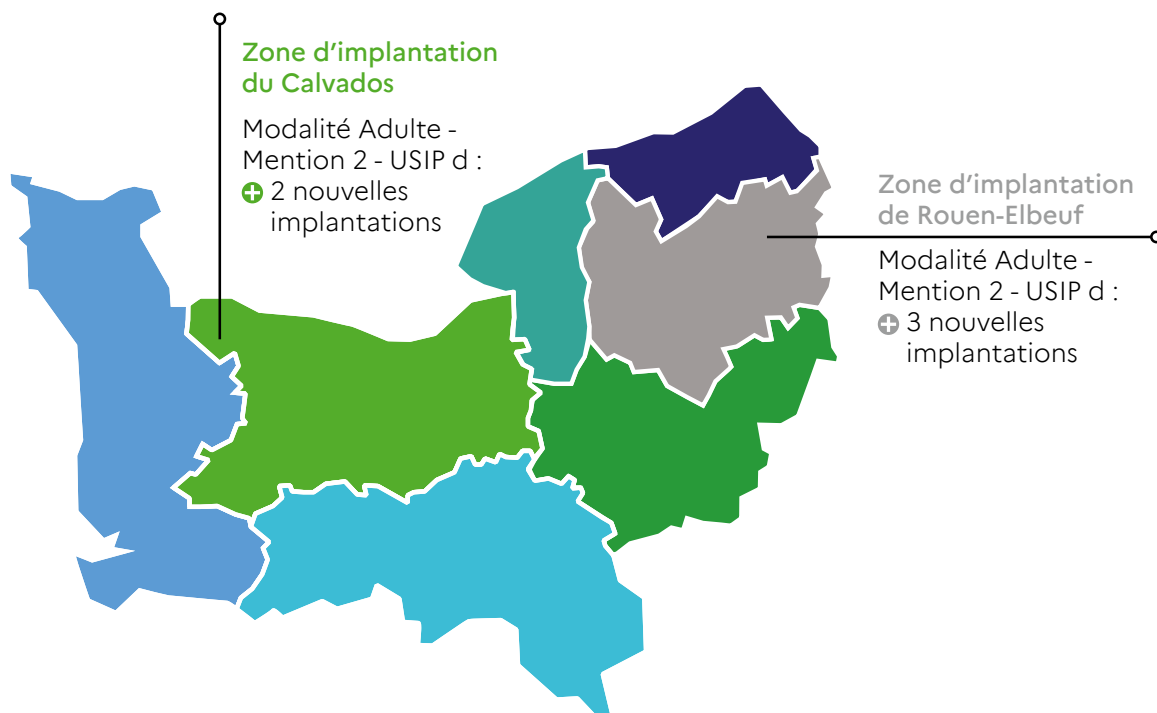 Zone d'implantation
du Calvados
Modalité Adulte -
Mention 2 - USIP d :
+ 2 nouvelles
implantations
Zone d'implantation
de Rouen-Elbeuf
Modalité Adulte -
Mention 2 - USIP d :
+ 3 nouvelles
implantations